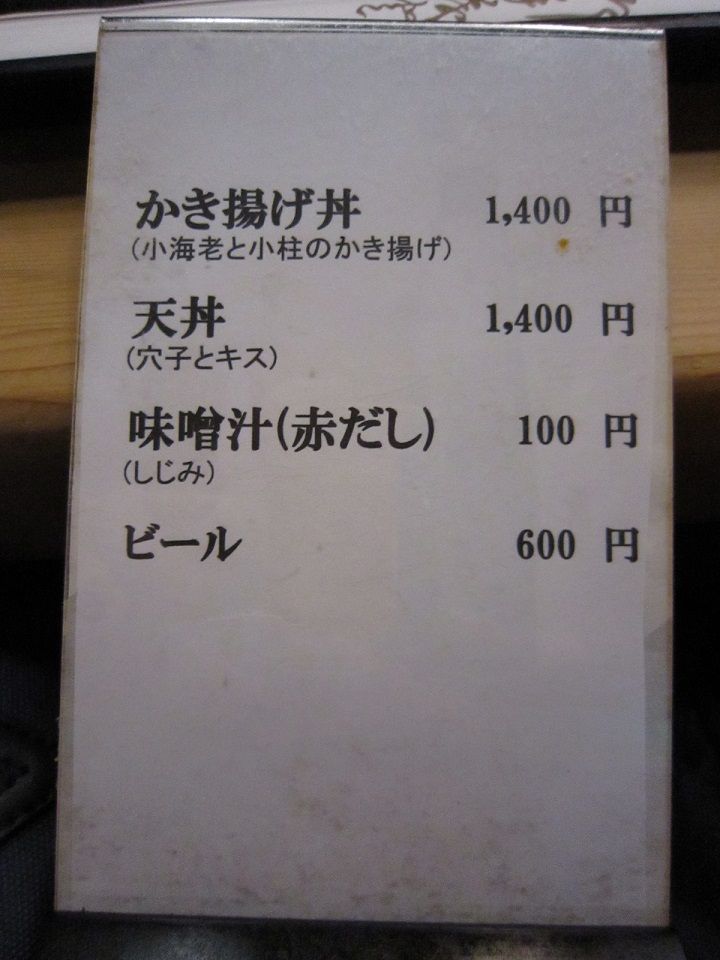 かき揚げ丼 1,400 円
(小海老と小柱のかき揚げ)
天丼 1,400 円
(穴子とキス)
味噌汁(赤だし) 100 円
(しじみ)
ビール 600 円